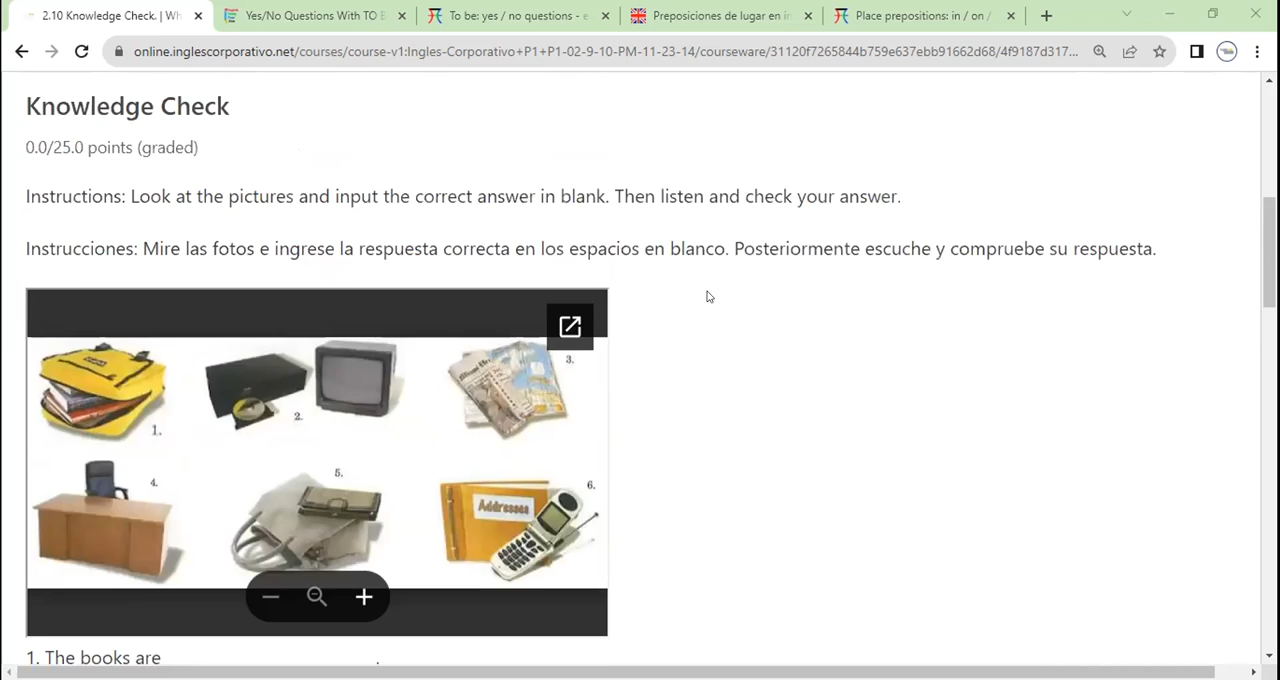 2.10 Knowledge Check. | Wh
Yes/No Questions With TO B
To be: yes / no questions - e
Preposiciones de lugar en in
Place prepositions: in / on /
online.inglescorporativo.net/courses/course-v1:Ingles-Corporativo+P1+P1-02-9-10-PM-11-23-14/courseware/31120f7265844b759e637ebb91662d68/4f9187d317...
Knowledge Check
0.0/25.0 points (graded)
Instructions: Look at the pictures and input the correct answer in blank. Then listen and check your answer.
Instrucciones: Mire las fotos e ingrese la respuesta correcta en los espacios en blanco. Posteriormente escuche y compruebe su respuesta.
1.
2.
3.
4.
5.
6.
Addresses
1. The books are .